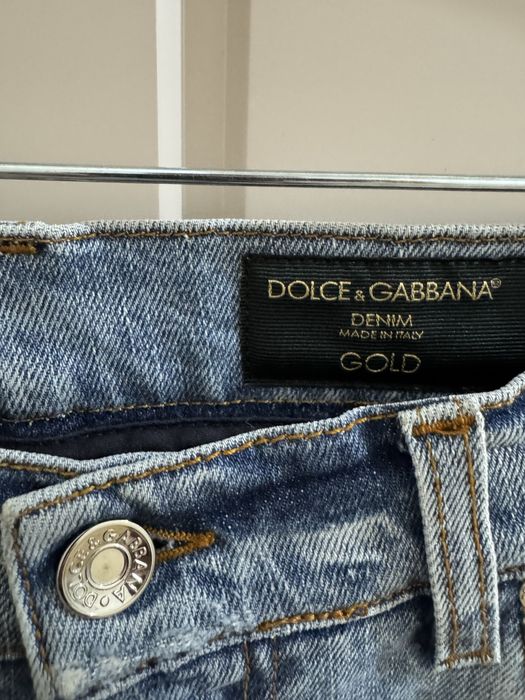 DOLCE & GABBANA®
DENIM
MADE IN ITALY
GOLD
DOLCE & GABBANA